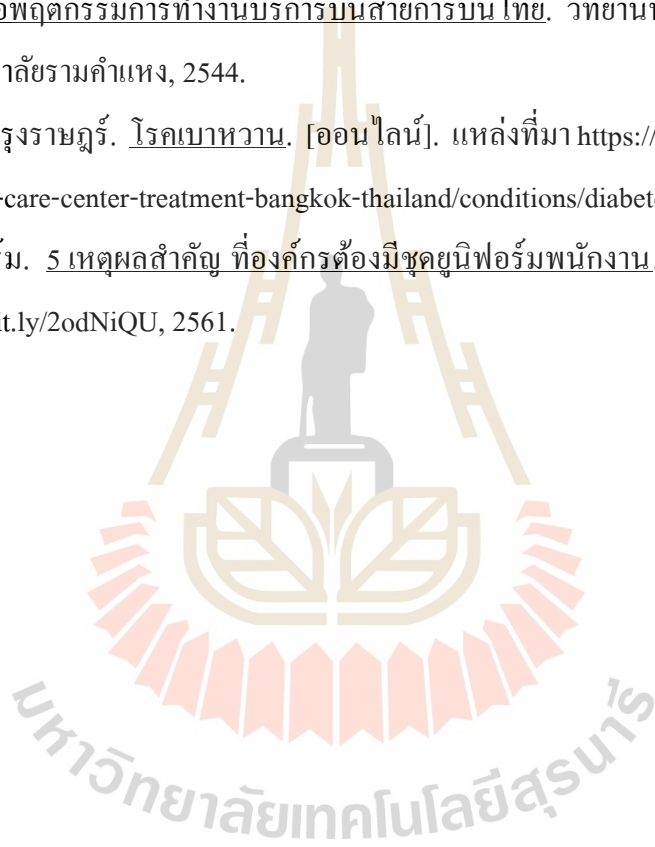 อพฤติกรรมการทำงานบริการบนสายการบินไทย. วิทยานิ
าลัยรามคำแหง, 2544.
รุงราษฎร์. โรคเบาหวาน. [ออนไลน์]. แหล่งที่มา https://
-care-center-treatment-bangkok-thailand/conditions/diabete
ร์ม. 5 เหตุผลสำคัญ ที่องค์กรต้องมีชุดยูนิฟอร์มพนักงาน.
it.ly/2odNiQU, 2561.
มหาวิทยาลัยเทคโนโลยีสุรนารี